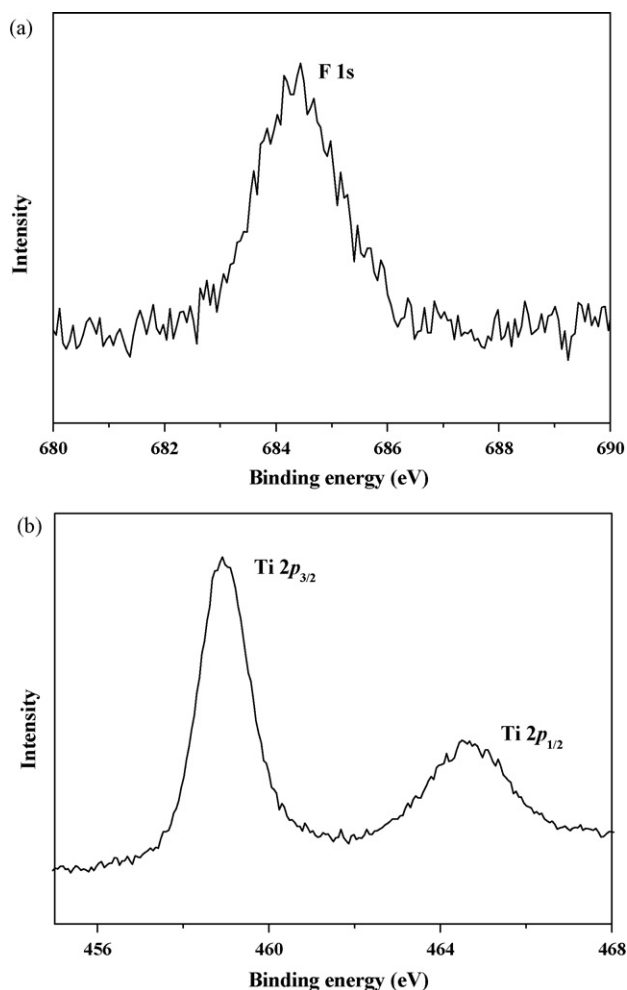 (a)
F 1s
Intensity
680 682 684 686 688 690
Binding energy (eV)
(b)
Ti 2p3/2
Ti 2p1/2
Intensity
456 460 464 468
Binding energy (eV)